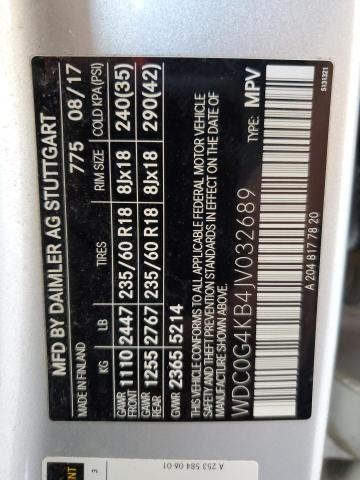 MFD BY DAIMLER AG STUTTGART
MADE IN FINLAND 775 08/17
KG LB TIRES RIM SIZE COLD KPA (PSI)
GAWR FRONT 1110 2447 235/60 R18 8Jx18 240(35)
GAWR REAR 1255 2767 235/60 R18 8Jx18 290(42)
GVWR 2365 5214
THIS VEHICLE CONFORMS TO ALL APPLICABLE FEDERAL MOTOR VEHICLE
SAFETY, BUMPER, AND THEFT PREVENTION STANDARDS IN EFFECT ON THE DATE OF
MANUFACTURE SHOWN ABOVE.
WDC0G4KB4JV032689 TYPE: MPV
A 204 817 78 20
5131321
A 253 584 06 01
3